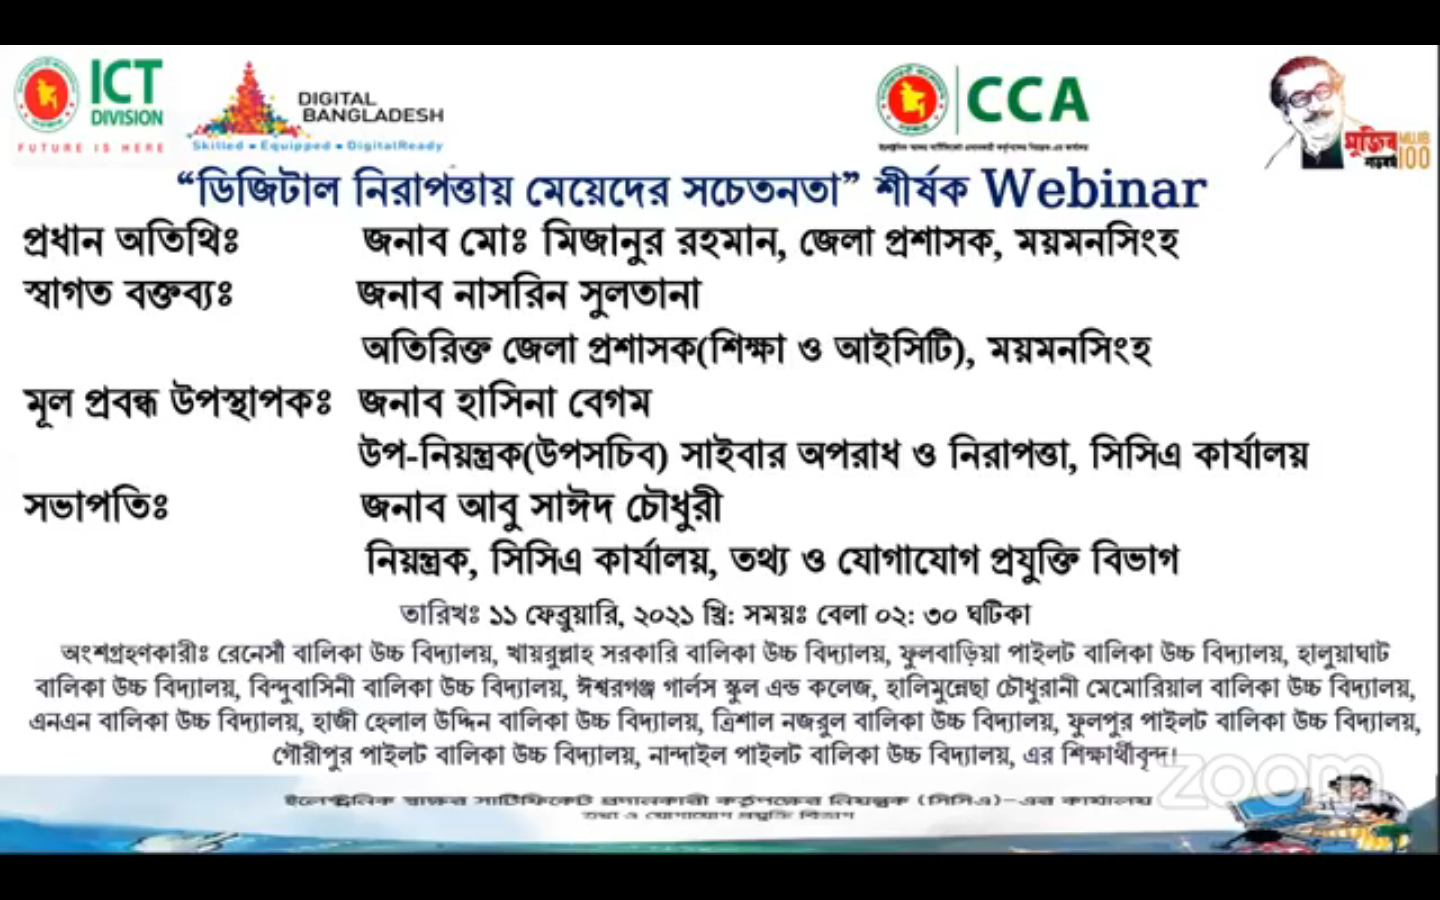 ICT
DIVISION
FUTURE IS HERE
DIGITAL
BANGLADESH
Skilled Equipped DigitalReady
CCA
মুজিব
শতবর্ষ
MUJIB
100
“ডিজিটাল নিরাপত্তায় মেয়েদের সচেতনতা” শীর্ষক Webinar
প্রধান অতিথিঃ জনাব মোঃ মিজানুর রহমান, জেলা প্রশাসক, ময়মনসিংহ
স্বাগত বক্তব্যঃ জনাব নাসরিন সুলতানা
অতিরিক্ত জেলা প্রশাসক(শিক্ষা ও আইসিটি), ময়মনসিংহ
মূল প্রবন্ধ উপস্থাপকঃ জনাব হাসিনা বেগম
উপ-নিয়ন্ত্রক(উপসচিব) সাইবার অপরাধ ও নিরাপত্তা, সিসিএ কার্যালয়
সভাপতিঃ জনাব আবু সাঈদ চৌধুরী
নিয়ন্ত্রক, সিসিএ কার্যালয়, তথ্য ও যোগাযোগ প্রযুক্তি বিভাগ
তারিখঃ ১১ ফেব্রুয়ারি, ২০২১ খ্রি: সময়ঃ বেলা ০২: ৩০ ঘটিকা
অংশগ্রহণকারীঃ রেনেসাঁ বালিকা উচ্চ বিদ্যালয়, খায়রুল্লাহ সরকারি বালিকা উচ্চ বিদ্যালয়, ফুলবাড়িয়া পাইলট বালিকা উচ্চ বিদ্যালয়, হালুয়াঘাট
বালিকা উচ্চ বিদ্যালয়, বিন্দুবাসিনী বালিকা উচ্চ বিদ্যালয়, ঈশ্বরগঞ্জ গার্লস স্কুল এন্ড কলেজ, হালিমুন্নেছা চৌধুরানী মেমোরিয়াল বালিকা উচ্চ বিদ্যালয়,
এনএন বালিকা উচ্চ বিদ্যালয়, হাজী হেলাল উদ্দিন বালিকা উচ্চ বিদ্যালয়, ত্রিশাল নজরুল বালিকা উচ্চ বিদ্যালয়, ফুলপুর পাইলট বালিকা উচ্চ বিদ্যালয়,
গৌরীপুর পাইলট বালিকা উচ্চ বিদ্যালয়, নান্দাইল পাইলট বালিকা উচ্চ বিদ্যালয়, এর শিক্ষার্থীবৃন্দ।
zoom
ইলেক্ট্রনিক স্বাক্ষর সার্টিফিকেট প্রদানকারী কর্তৃপক্ষের নিয়ন্ত্রক (সিসিএ)-এর কার্যালয়
তথ্য ও যোগাযোগ প্রযুক্তি বিভাগ